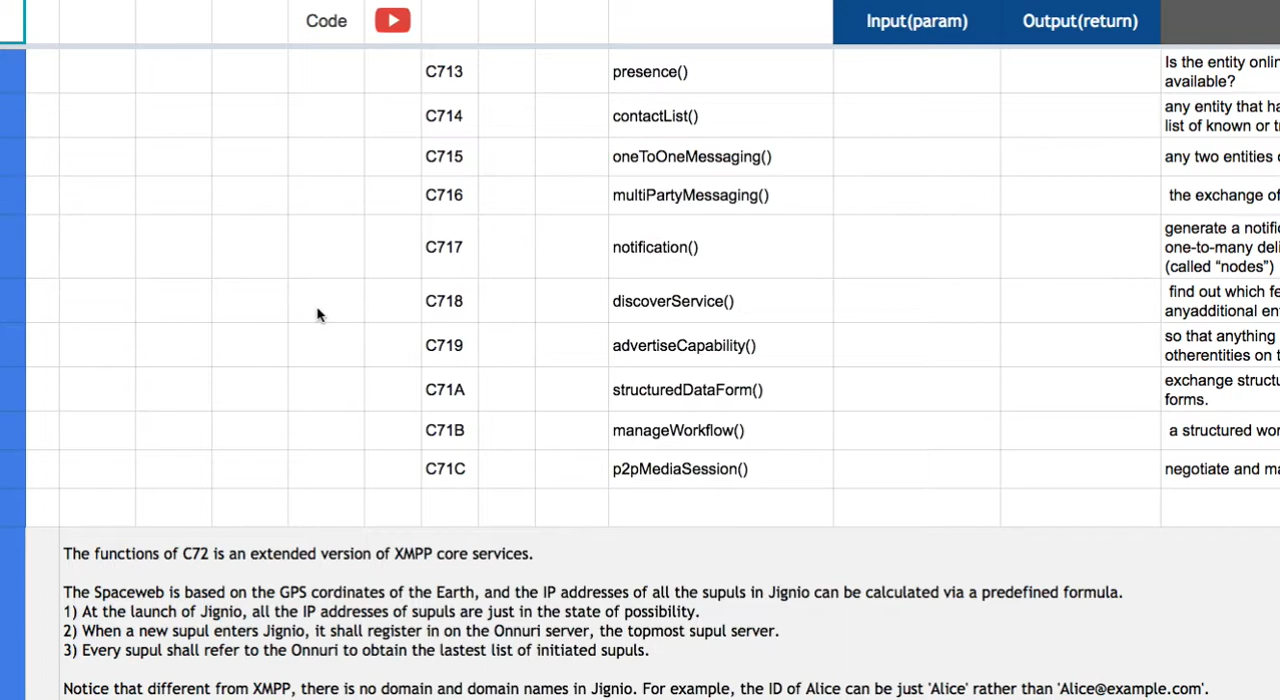 Code
Input(param) Output(return)
C713 presence() Is the entity onlin
available?
C714 contactList() any entity that ha
list of known or t
C715 oneToOneMessaging() any two entities
C716 multiPartyMessaging() the exchange of
C717 notification() generate a notific
one-to-many deli
(called “nodes”)
C718 discoverService() find out which fe
anyadditional en
C719 advertiseCapability() so that anything
otherentities on t
C71A structuredDataForm() exchange structu
forms.
C71B manageWorkflow() a structured wor
C71C p2pMediaSession() negotiate and ma
The functions of C72 is an extended version of XMPP core services.
The Spaceweb is based on the GPS cordinates of the Earth, and the IP addresses of all the supuls in Jignio can be calculated via a predefined formula.
1) At the launch of Jignio, all the IP addresses of supuls are just in the state of possibility.
2) When a new supul enters Jignio, it shall register in on the Onnuri server, the topmost supul server.
3) Every supul shall refer to the Onnuri to obtain the lastest list of initiated supuls.
Notice that different from XMPP, there is no domain and domain names in Jignio. For example, the ID of Alice can be just 'Alice' rather than 'Alice@example.com'.